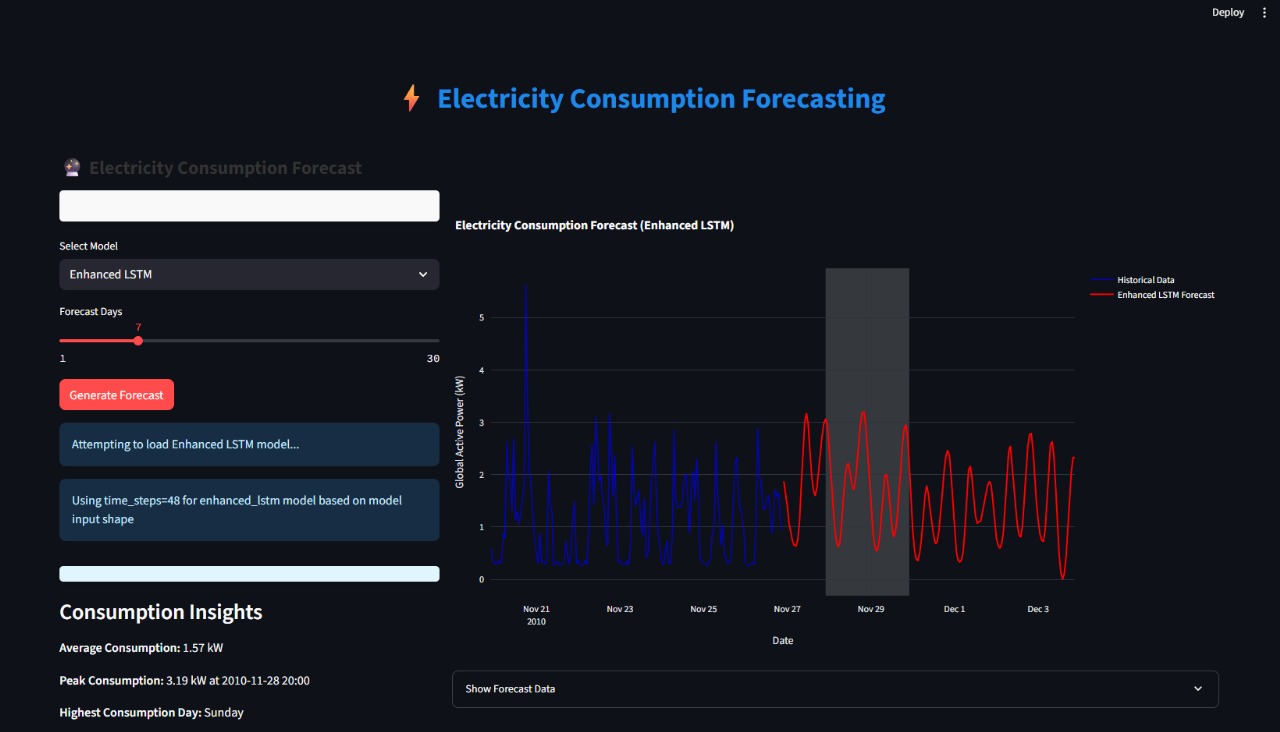 Deploy
Electricity Consumption Forecasting
Electricity Consumption Forecast
Select Model
Enhanced LSTM
Forecast Days
7
1 30
Generate Forecast
Attempting to load Enhanced LSTM model...
Using time_steps=48 for enhanced_lstm model based on model
input shape
Consumption Insights
Average Consumption: 1.57 kW
Peak Consumption: 3.19 kW at 2010-11-28 20:00
Highest Consumption Day: Sunday
Electricity Consumption Forecast (Enhanced LSTM)
Historical Data
Enhanced LSTM Forecast
Global Active Power (kW)
5
4
3
2
1
0
Nov 21 Nov 23 Nov 25 Nov 27 Nov 29 Dec 1 Dec 3
2010
Date
Show Forecast Data